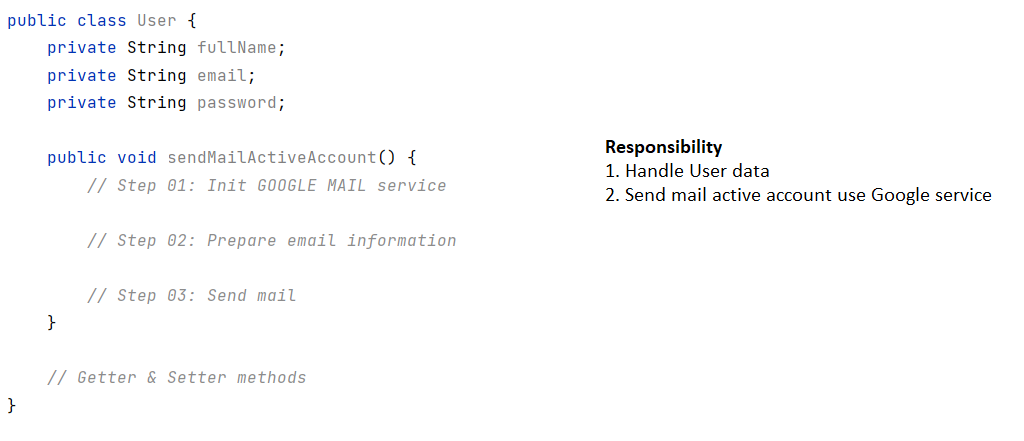 public class User {
private String fullName;
private String email;
private String password;
public void sendMailActiveAccount() {
// Step 01: Init GOOGLE MAIL service
// Step 02: Prepare email information
// Step 03: Send mail
}
// Getter & Setter methods
}
Responsibility
1. Handle User data
2. Send mail active account use Google service